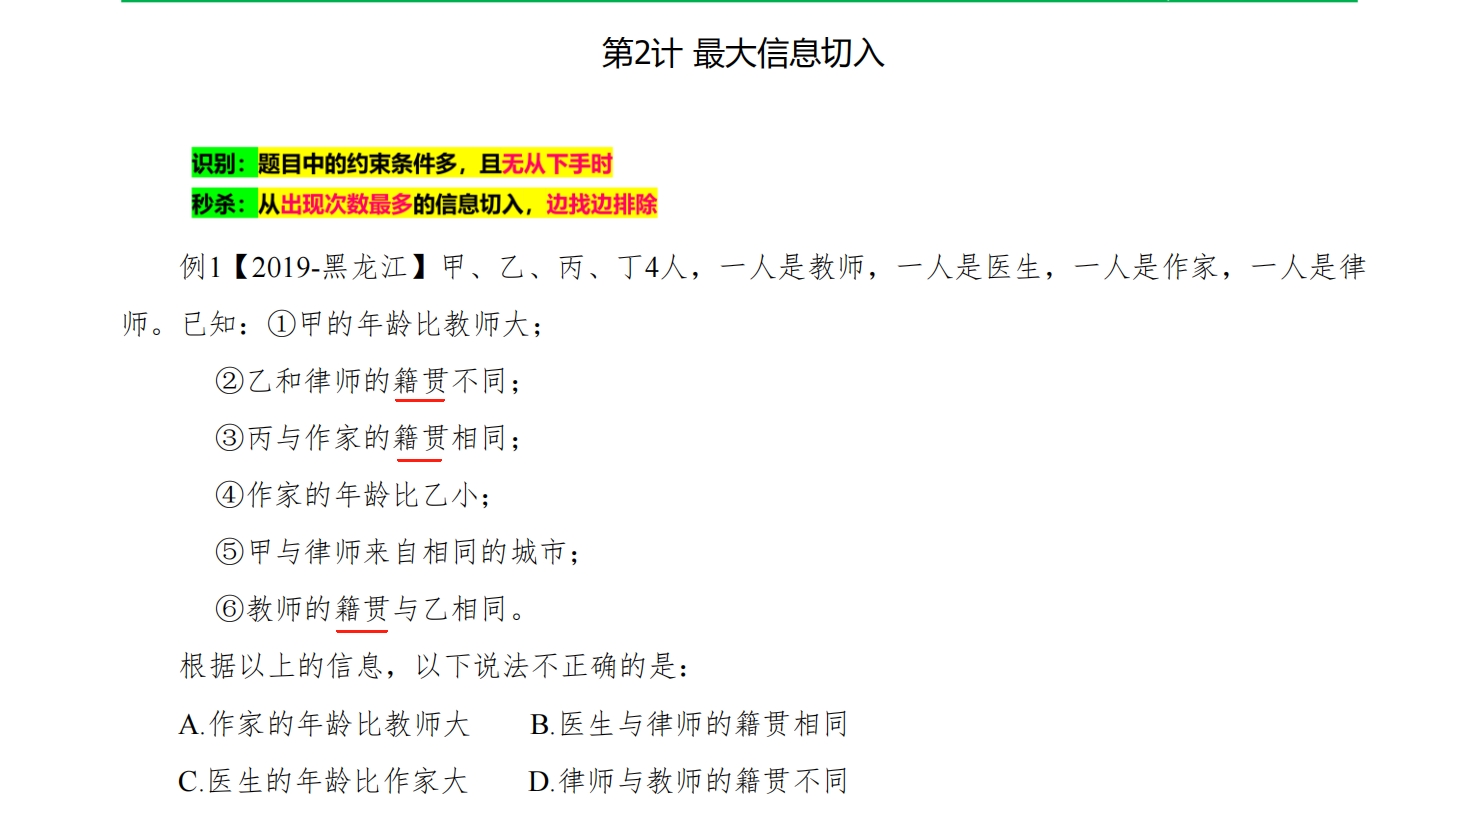 第2计 最大信息切入
识别：题目中的约束条件多，且无从下手时
秒杀：从出现次数最多的信息切入，边找边排除
例1【2019-黑龙江】甲、乙、丙、丁4人，一人是教师，一人是医生，一人是作家，一人是律
师。已知：①甲的年龄比教师大；
②乙和律师的籍贯不同；
③丙与作家的籍贯相同；
④作家的年龄比乙小；
⑤甲与律师来自相同的城市；
⑥教师的籍贯与乙相同。
根据以上的信息，以下说法不正确的是：
A.作家的年龄比教师大 B.医生与律师的籍贯相同
C.医生的年龄比作家大 D.律师与教师的籍贯不同